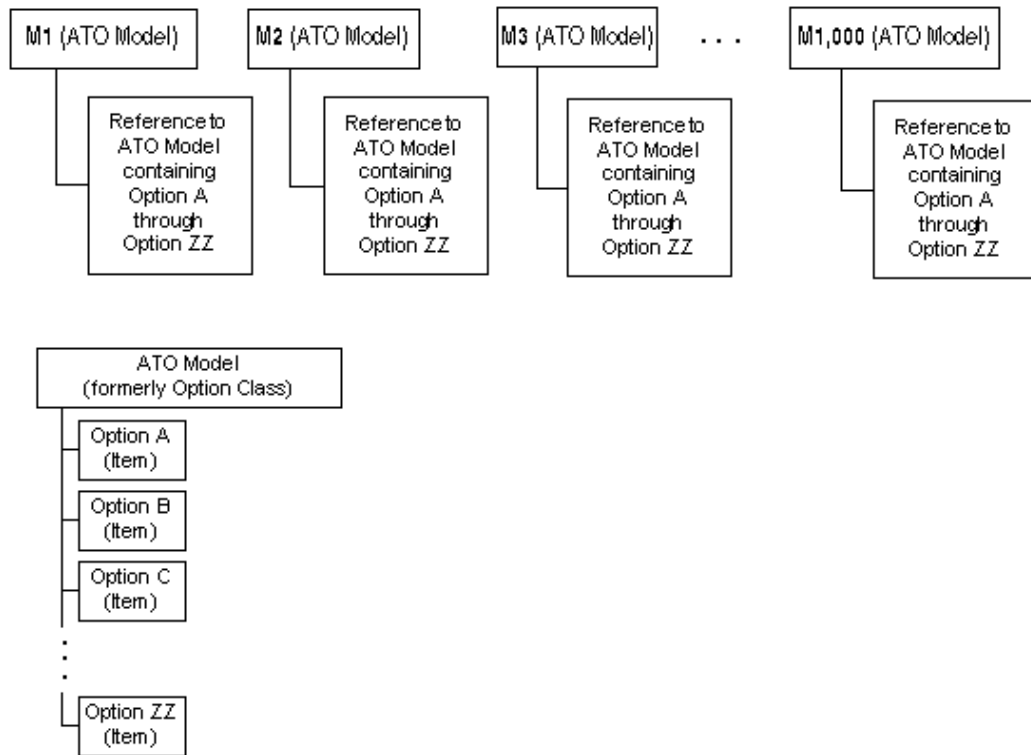 M1 (ATO Model)
M2 (ATO Model)
M3 (ATO Model)
. . .
M1,000 (ATO Model)
Reference to
ATO Model
containing
Option A
through
Option ZZ
Reference to
ATO Model
containing
Option A
through
Option ZZ
Reference to
ATO Model
containing
Option A
through
Option ZZ
Reference to
ATO Model
containing
Option A
through
Option ZZ
ATO Model
(formerly Option Class)
Option A
(Item)
Option B
(Item)
Option C
(Item)
Option ZZ
(Item)